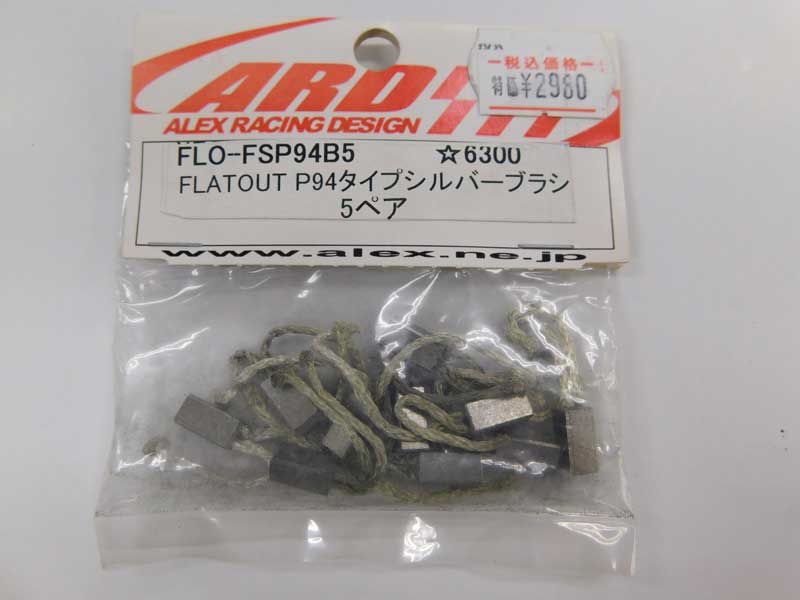 ARD
ALEX RACING DESIGN
一税込価格一
特価¥2980
FLO-FSP94B5 ☆6300
FLATOUT P94タイプシルバーブラシ
5ペア
www.alex.ne.jp